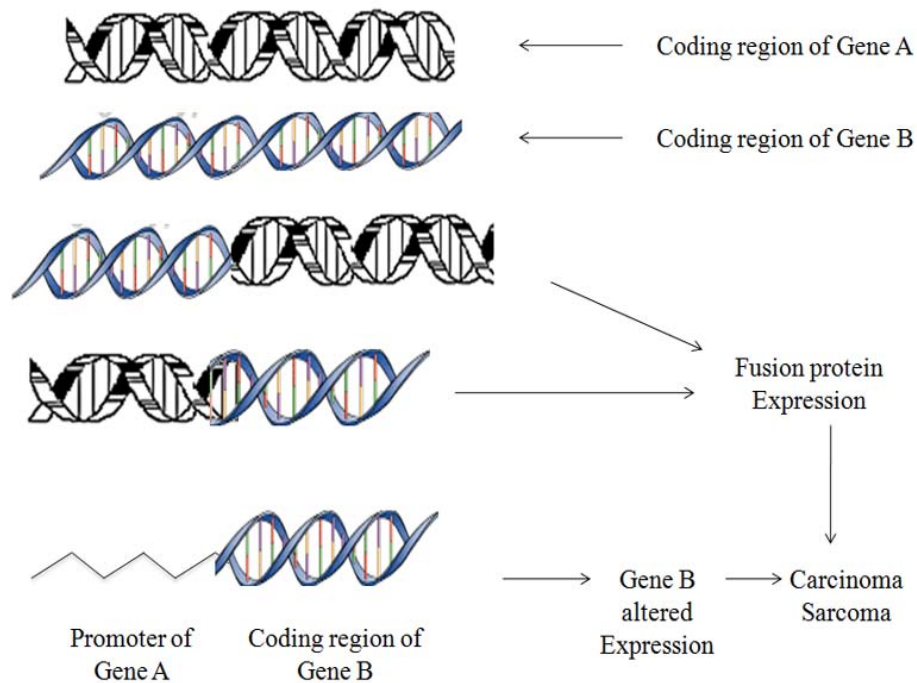 Coding region of Gene A
Coding region of Gene B
Fusion protein
Expression
Gene B
altered
Expression
Carcinoma
Sarcoma
Promoter of
Gene A
Coding region of
Gene B